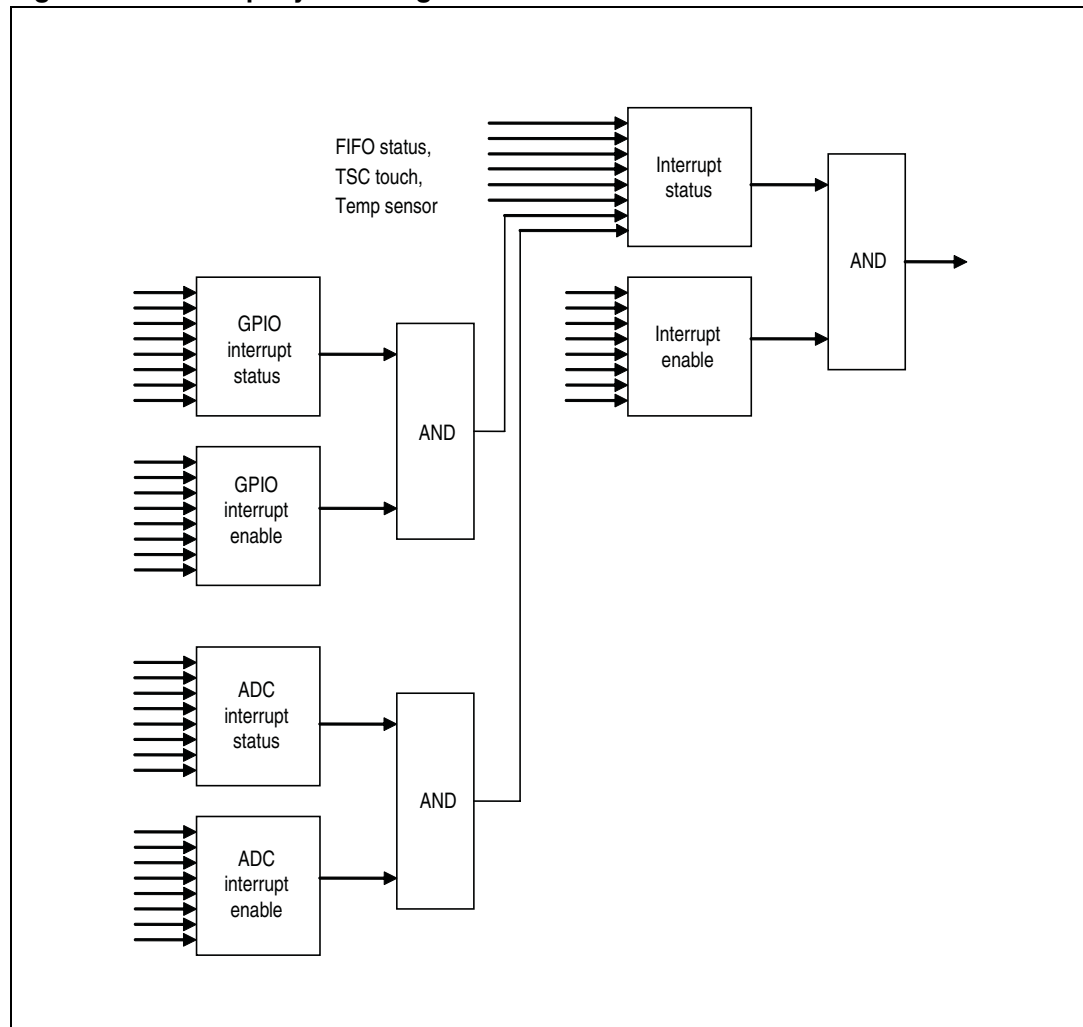 FIFO status,
TSC touch,
Temp sensor
Interrupt
status
AND
Interrupt
enable
GPIO
interrupt
status
AND
GPIO
interrupt
enable
ADC
interrupt
status
AND
ADC
interrupt
enable